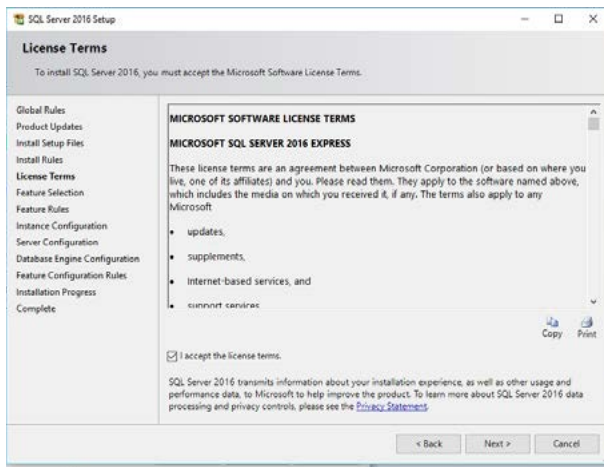 SQL Server 2016 Setup
License Terms
To install SQL Server 2016, you must accept the Microsoft Software License Terms.
Global Rules
Product Updates
Install Setup Files
Install Rules
License Terms
Feature Selection
Feature Rules
Instance Configuration
Server Configuration
Database Engine Configuration
Feature Configuration Rules
Installation Progress
Complete
MICROSOFT SOFTWARE LICENSE TERMS
MICROSOFT SQL SERVER 2016 EXPRESS
These license terms are an agreement between Microsoft Corporation (or based on where you
live, one of its affiliates) and you. Please read them. They apply to the software named above,
which includes the media on which you received it, if any. The terms also apply to any
Microsoft
• updates,
• supplements,
• Internet-based services, and
• support services
Copy Print
I accept the license terms.
SQL Server 2016 transmits information about your installation experience, as well as other usage and
performance data, to Microsoft to help improve the product. To learn more about SQL Server 2016 data
processing and privacy controls, please see the Privacy Statement.
< Back Next > Cancel